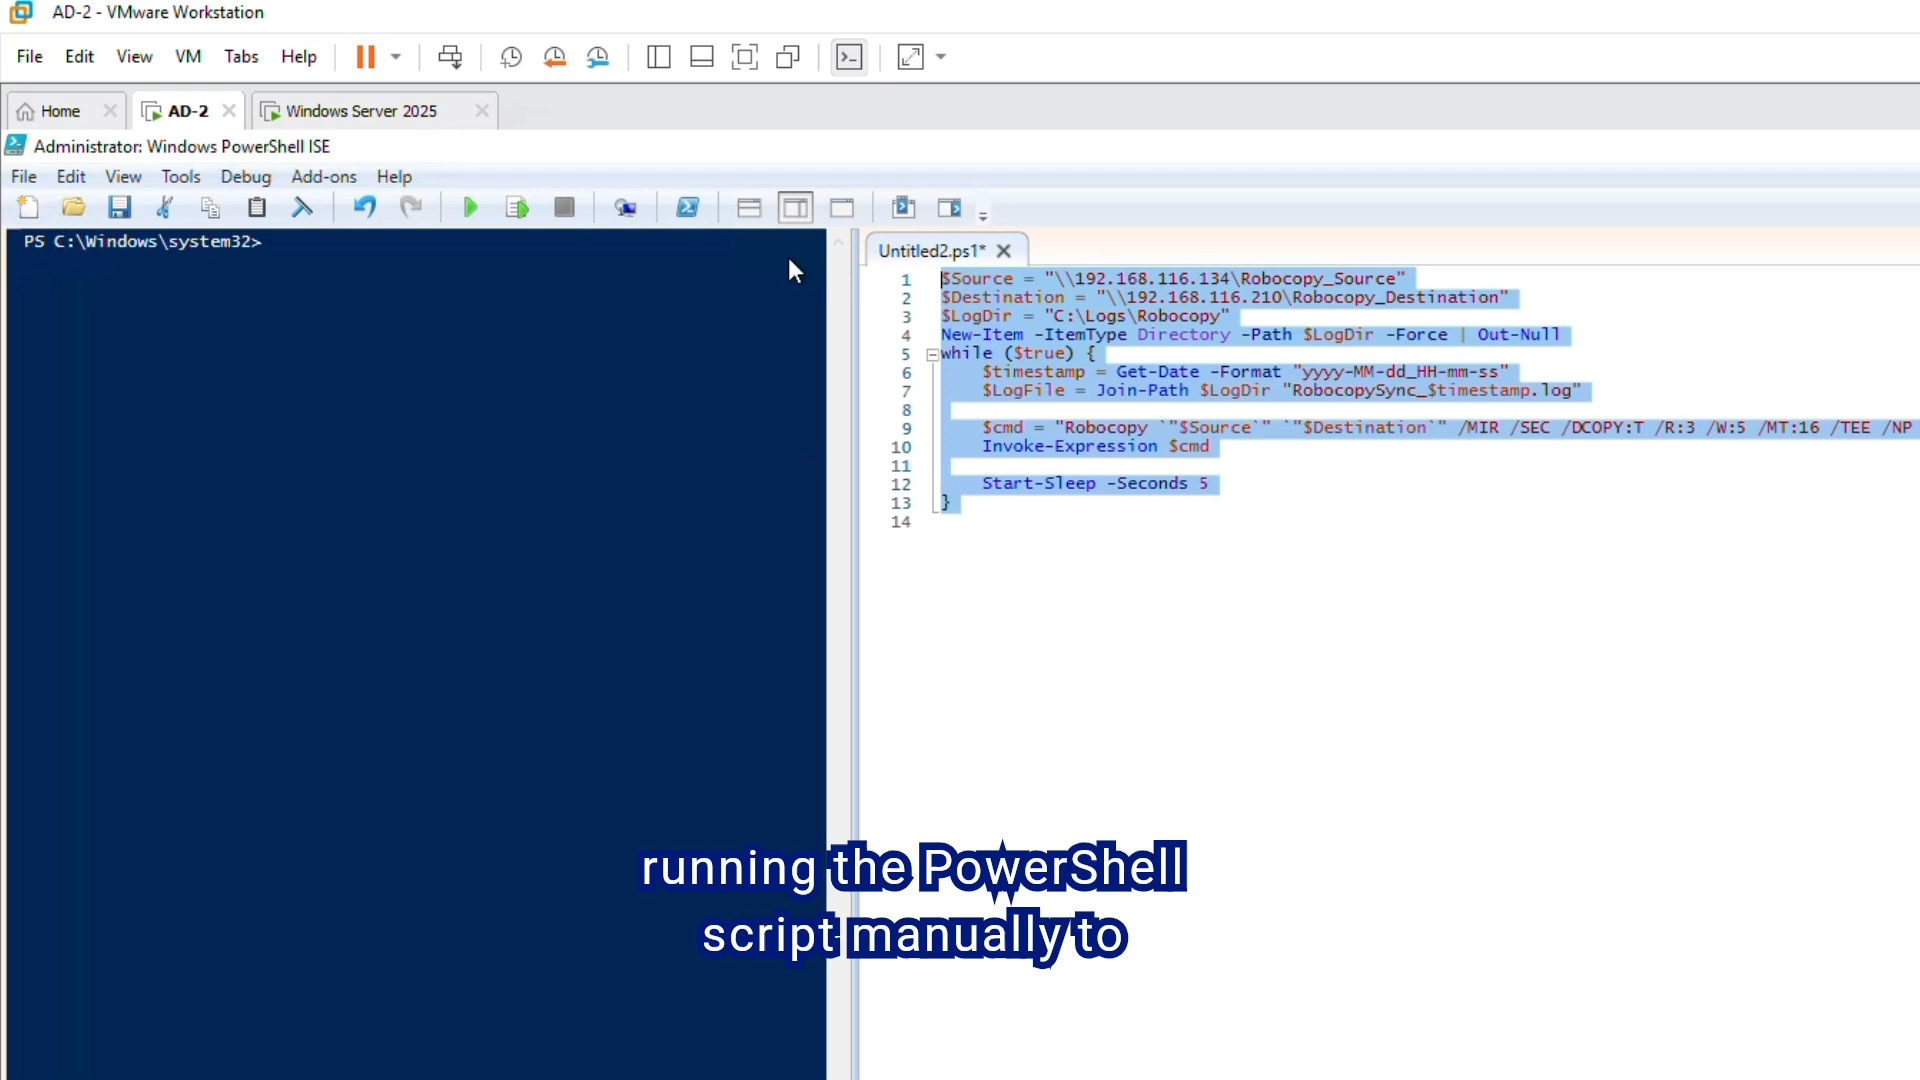 AD-2 - VMware Workstation
File Edit View VM Tabs Help
Home AD-2 Windows Server 2025
Administrator: Windows PowerShell ISE
File Edit View Tools Debug Add-ons Help
PS C:\Windows\system32>
Untitled2.ps1*
1 $Source = "\\192.168.116.134\Robocopy_Source"
2 $Destination = "\\192.168.116.210\Robocopy_Destination"
3 $LogDir = "C:\Logs\Robocopy"
4 New-Item -ItemType Directory -Path $LogDir -Force | Out-Null
5 while ($true) {
6 $timestamp = Get-Date -Format "yyyy-MM-dd_HH-mm-ss"
7 $LogFile = Join-Path $LogDir "RobocopySync_$timestamp.log"
8
9 $cmd = "Robocopy `"$Source`" `"$Destination`" /MIR /SEC /DCOPY:T /R:3 /W:5 /MT:16 /TEE /NP
10 Invoke-Expression $cmd
11
12 Start-Sleep -Seconds 5
13 }
14
running the PowerShell
script manually to